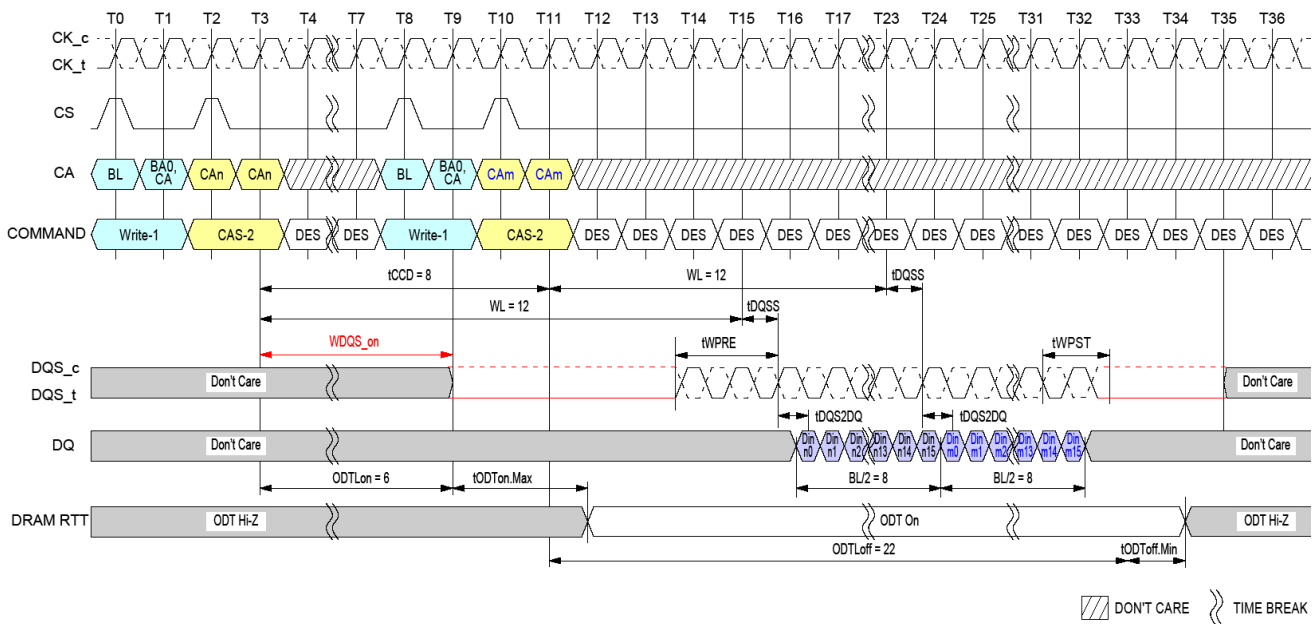 T0 T1 T2 T3 T4 T7 T8 T9 T10 T11 T12 T13 T14 T15 T16 T17 T23 T24 T25 T31 T32 T33 T34 T35 T36
CK_c
CK_t
CS
CA BL BA0, CA CAn CAn BL BA0, CA CAm CAm
COMMAND Write-1 CAS-2 DES DES Write-1 CAS-2 DES DES DES DES DES DES DES DES DES DES DES DES DES DES DES
tCCD = 8 WL = 12 tDQSS
WL = 12 tDQSS
WDQS_on tWPRE tWPST
DQS_c
DQS_t Don't Care Don't Care
tDQS2DQ tDQS2DQ
DQ Don't Care Din n0 Din n1 Din n2 Din n13 Din n14 Din n15 Din m0 Din m1 Din m2 Din m13 Din m14 Din m15 Don't Care
ODTLon = 6 tODTon.Max BL/2 = 8 BL/2 = 8
DRAM RTT ODT Hi-Z ODT On ODT Hi-Z
ODTLoff = 22 tODToff.Min
DON'T CARE TIME BREAK